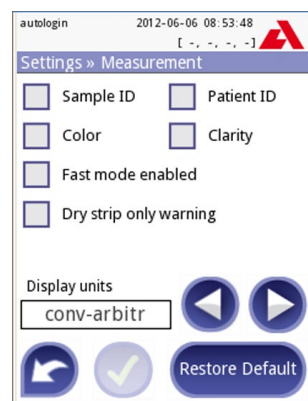 autologin 2012-06-06 08:53:48
[ -, -, -, -]
Settings » Measurement
Sample ID Patient ID
Color Clarity
Fast mode enabled
Dry strip only warning
Display units
conv-arbitr
Restore Default